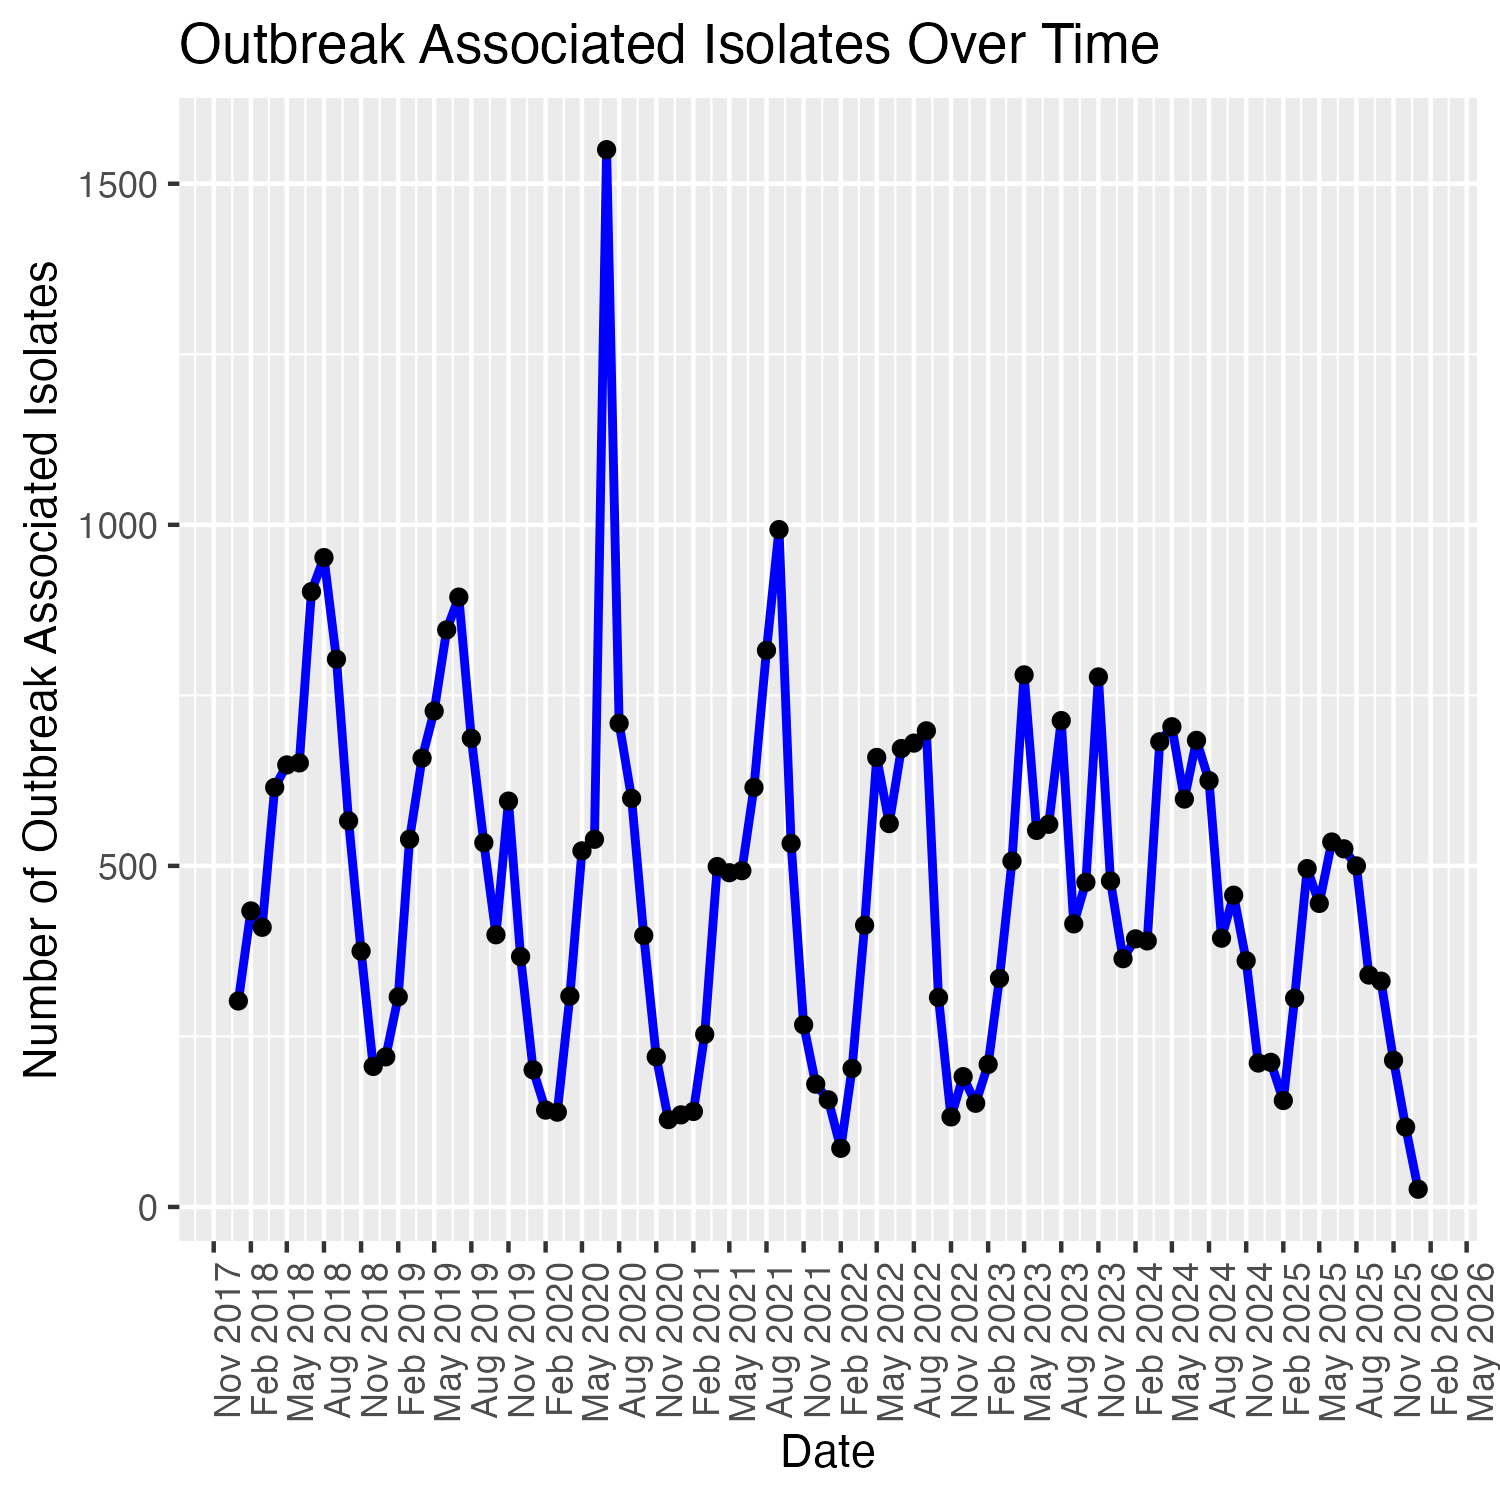 Outbreak Associated Isolates Over Time
Number of Outbreak Associated Isolates
1500
1000
500
0
Nov 2017
Feb 2018
May 2018
Aug 2018
Nov 2018
Feb 2019
May 2019
Aug 2019
Nov 2019
Feb 2020
May 2020
Aug 2020
Nov 2020
Feb 2021
May 2021
Aug 2021
Nov 2021
Feb 2022
May 2022
Aug 2022
Nov 2022
Feb 2023
May 2023
Aug 2023
Nov 2023
Feb 2024
May 2024
Aug 2024
Nov 2024
Feb 2025
May 2025
Aug 2025
Nov 2025
Feb 2026
May 2026
Date